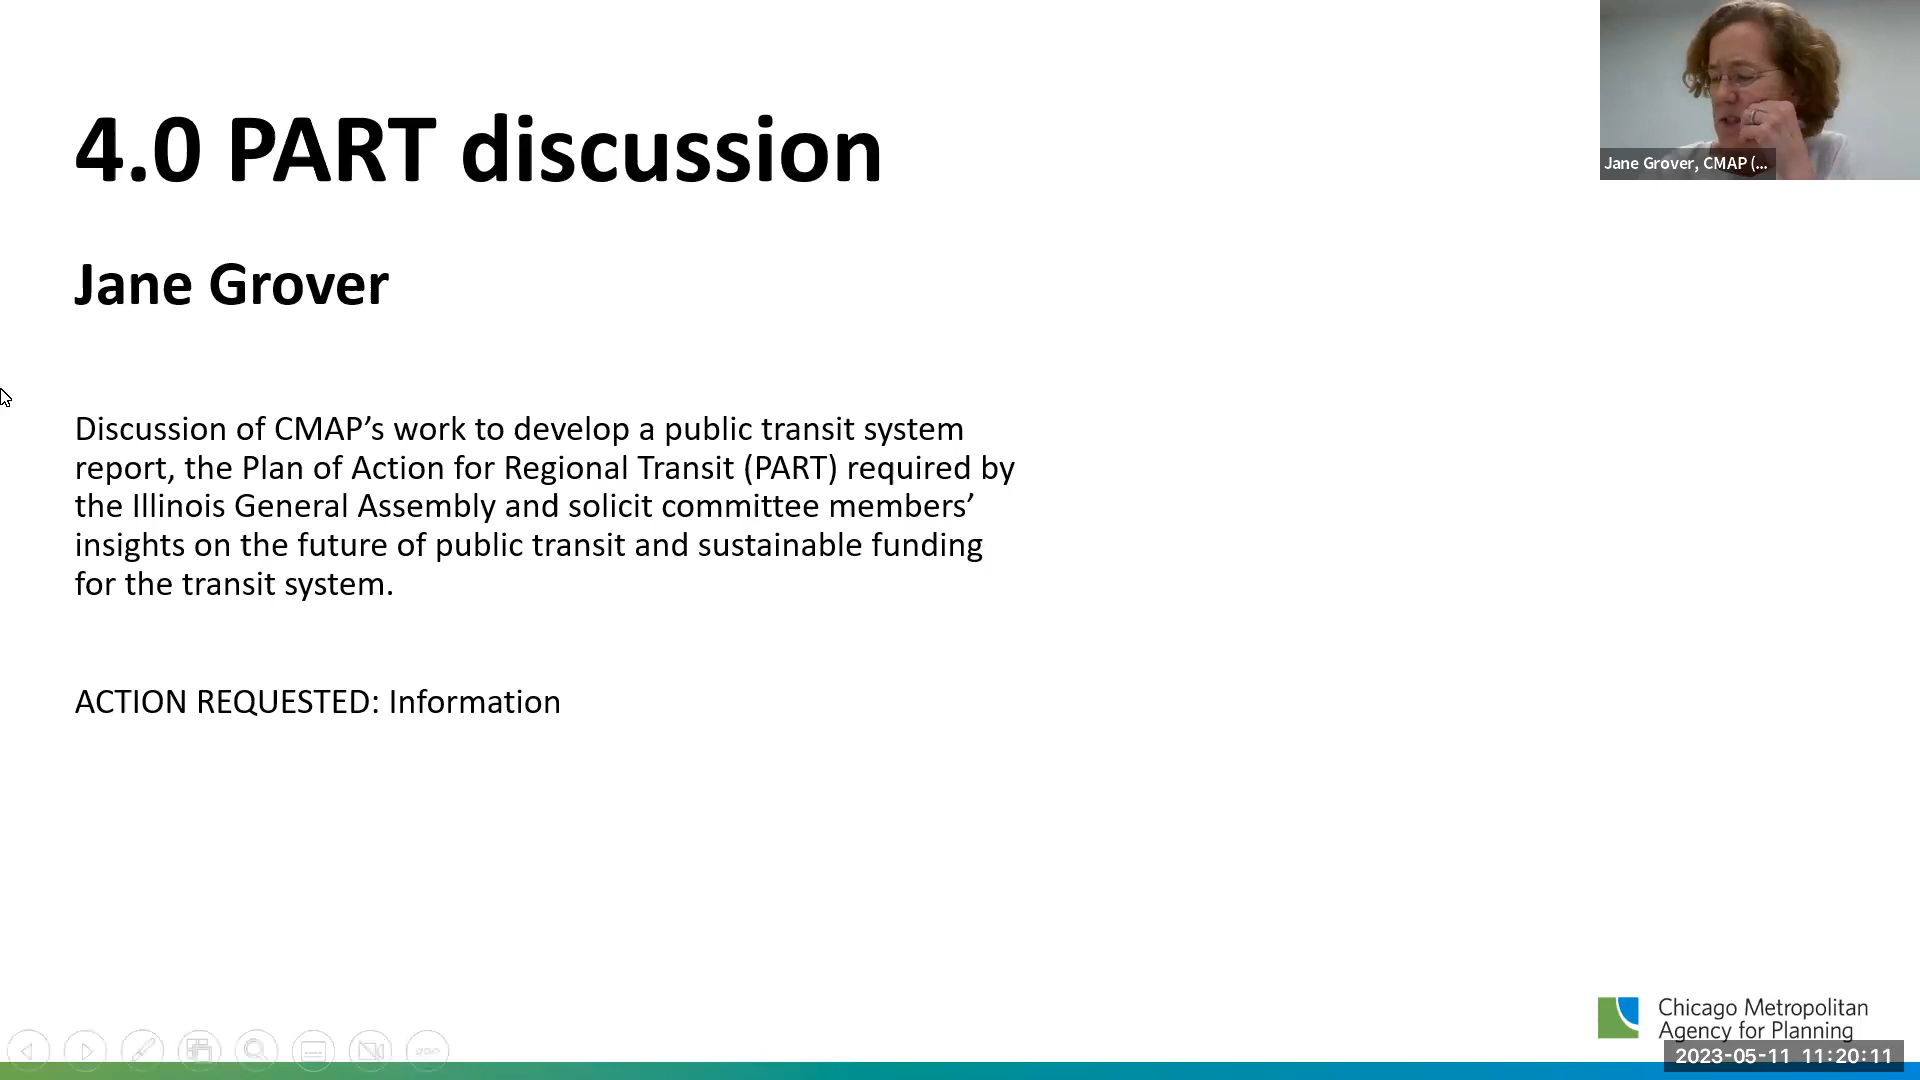 4.0 PART discussion
Jane Grover, CMAP (...
Jane Grover
Discussion of CMAP’s work to develop a public transit system
report, the Plan of Action for Regional Transit (PART) required by
the Illinois General Assembly and solicit committee members’
insights on the future of public transit and sustainable funding
for the transit system.
ACTION REQUESTED: Information
Chicago Metropolitan
Agency for Planning
2023-05-11 11:20:11